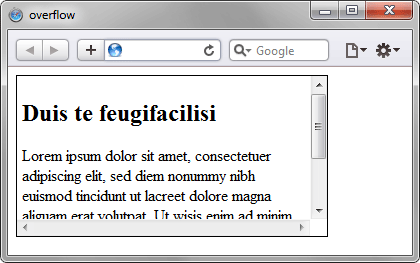 overflow
Google
Duis te feugifacilisi
Lorem ipsum dolor sit amet, consectetuer
adipiscing elit, sed diem nonummy nibh
euismod tincidunt ut lacreet dolore magna
aliguam erat volutpat. Ut wisis enim ad minim